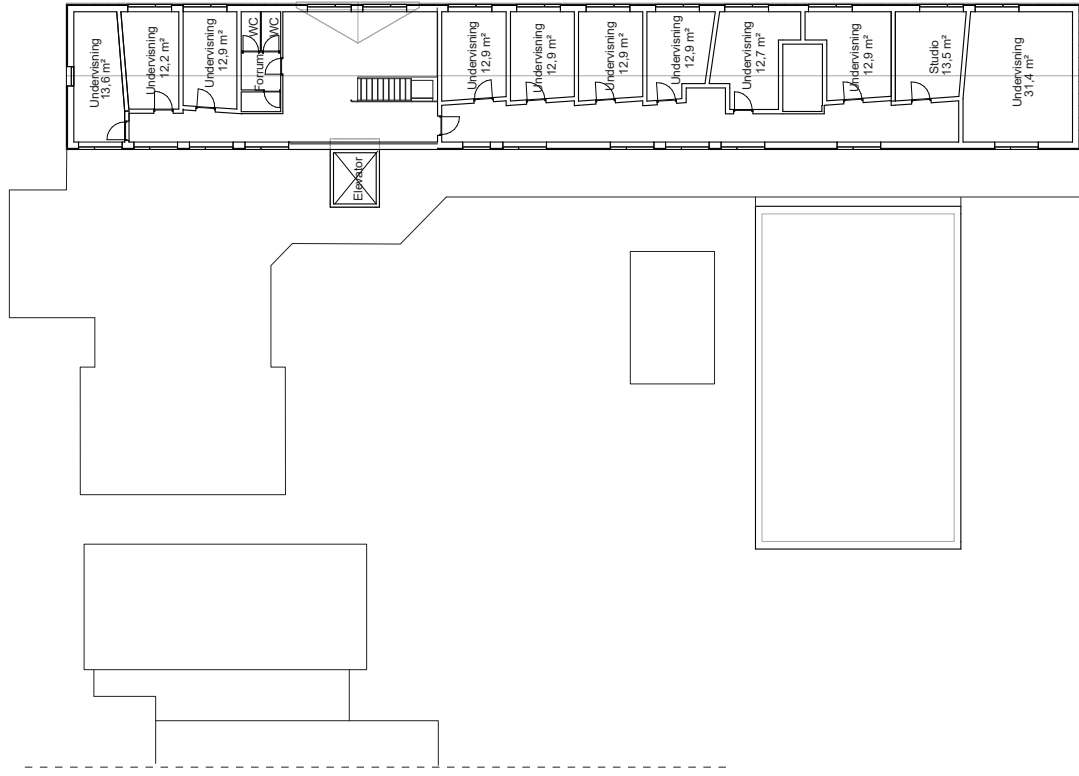 Undervisning
13,6 m²
Undervisning
12,2 m²
Undervisning
12,9 m²
WC
WC
Forrum
Elevator
Undervisning
12,9 m²
Undervisning
12,9 m²
Undervisning
12,9 m²
Undervisning
12,9 m²
Undervisning
12,7 m²
Undervisning
12,9 m²
Studio
13,5 m²
Undervisning
31,4 m²